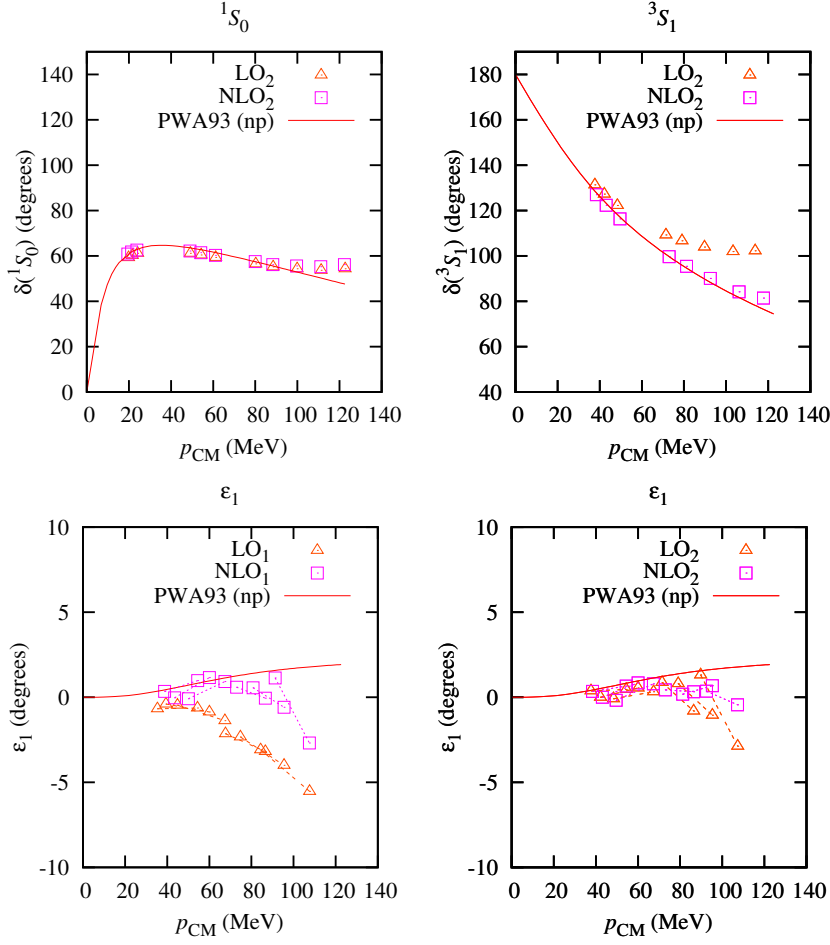 ¹S₀
140
120
100
80
60
40
20
0
0 20 40 60 80 100 120 140
δ(¹S₀) (degrees)
p_CM (MeV)
LO₂
NLO₂
PWA93 (np)
³S₁
180
160
140
120
100
80
60
40
0 20 40 60 80 100 120 140
δ(³S₁) (degrees)
p_CM (MeV)
LO₂
NLO₂
PWA93 (np)
ε₁
10
5
0
-5
-10
0 20 40 60 80 100 120 140
ε₁ (degrees)
p_CM (MeV)
LO₁
NLO₁
PWA93 (np)
ε₁
10
5
0
-5
-10
0 20 40 60 80 100 120 140
ε₁ (degrees)
p_CM (MeV)
LO₂
NLO₂
PWA93 (np)